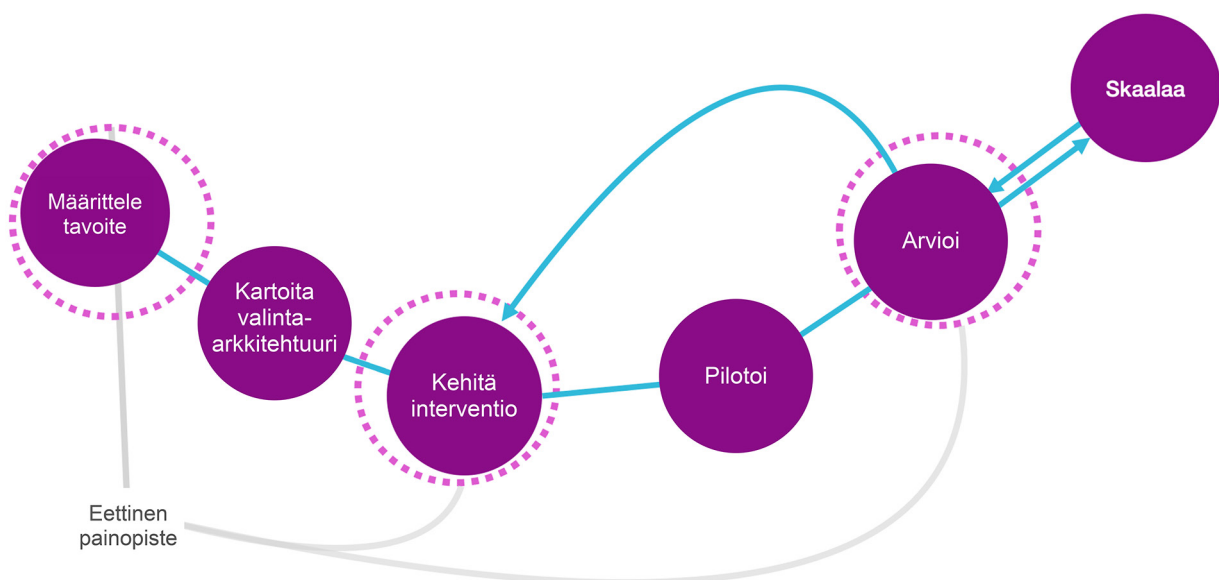 Määrittele
tavoite
Kartoita
valinta-
arkkitehtuuri
Kehitä
interventio
Pilotoi
Arvioi
Skaalaa
Eettinen
painopiste